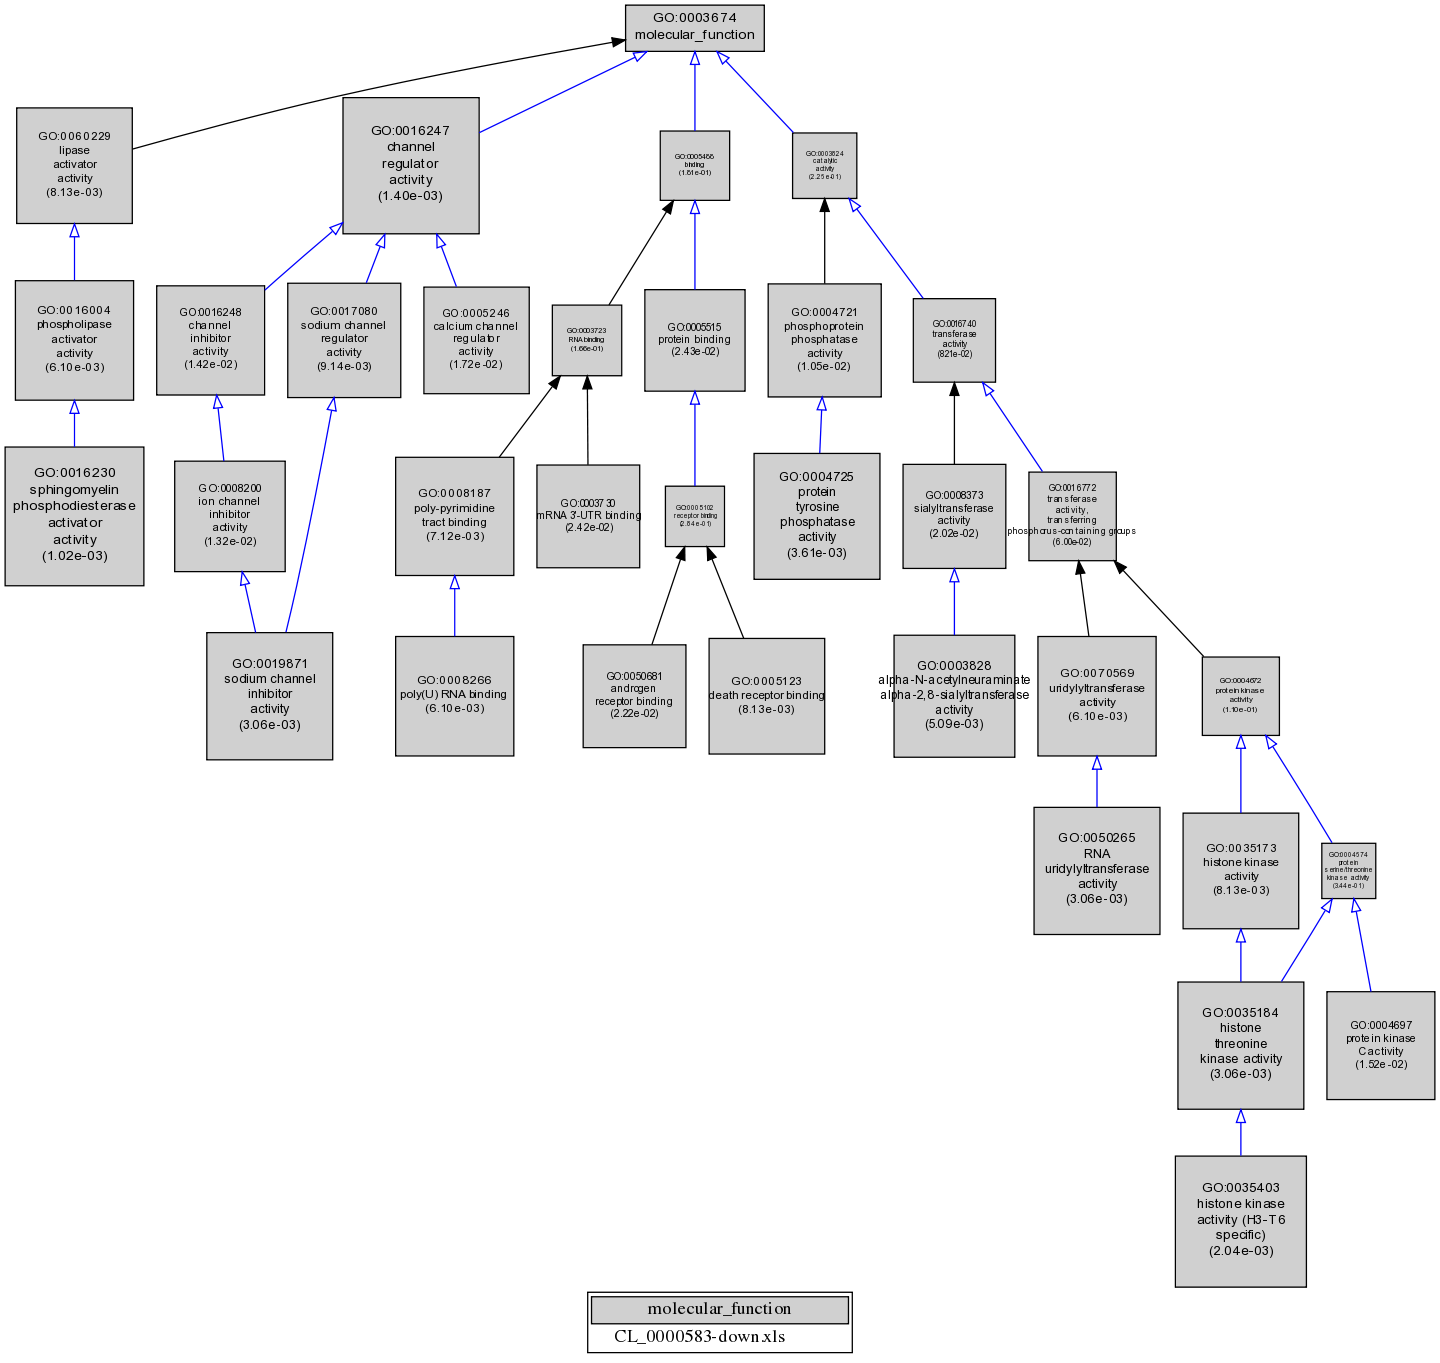 GO:0003674
molecular_function
GO:0060229
lipase
activator
activity
(8.13e-03)
GO:0016247
channel
regulator
activity
(1.40e-03)
GO:0005488
binding
(1.81e-01)
GO:0003824
catalytic
activity
(2.25e-01)
GO:0016004
phospholipase
activator
activity
(6.10e-03)
GO:0016248
channel
inhibitor
activity
(1.42e-02)
GO:0017080
sodium channel
regulator
activity
(9.14e-03)
GO:0005246
calcium channel
regulator
activity
(1.72e-02)
GO:0003723
RNA binding
(1.66e-01)
GO:0005515
protein binding
(2.43e-02)
GO:0004721
phosphoprotein
phosphatase
activity
(1.05e-02)
GO:0016740
transferase
activity
(8.21e-02)
GO:0016230
sphingomyelin
phosphodiesterase
activator
activity
(1.02e-03)
GO:0008200
ion channel
inhibitor
activity
(1.32e-02)
GO:0008187
poly-pyrimidine
tract binding
(7.12e-03)
GO:0003730
mRNA 3'-UTR binding
(2.42e-02)
GO:0005102
receptor binding
(2.84e-01)
GO:0004725
protein
tyrosine
phosphatase
activity
(3.61e-03)
GO:0008373
sialyltransferase
activity
(2.02e-02)
GO:0016772
transferase
activity,
transferring
phosphorus-containing groups
(6.00e-02)
GO:0019871
sodium channel
inhibitor
activity
(3.06e-03)
GO:0008266
poly(U) RNA binding
(6.10e-03)
GO:0050681
androgen
receptor binding
(2.22e-02)
GO:0005123
death receptor binding
(8.13e-03)
GO:0003828
alpha-N-acetylneuraminate
alpha-2,8-sialyltransferase
activity
(5.09e-03)
GO:0070569
uridylyltransferase
activity
(6.10e-03)
GO:0004672
protein kinase
activity
(1.10e-01)
GO:0050265
RNA
uridylyltransferase
activity
(3.06e-03)
GO:0035173
histone kinase
activity
(8.13e-03)
GO:0004674
protein
serine/threonine
kinase activity
(3.44e-01)
GO:0035184
histone
threonine
kinase activity
(3.06e-03)
GO:0004697
protein kinase
C activity
(1.52e-02)
GO:0035403
histone kinase
activity (H3-T6
specific)
(2.04e-03)
molecular_function
CL_0000583-down.xls